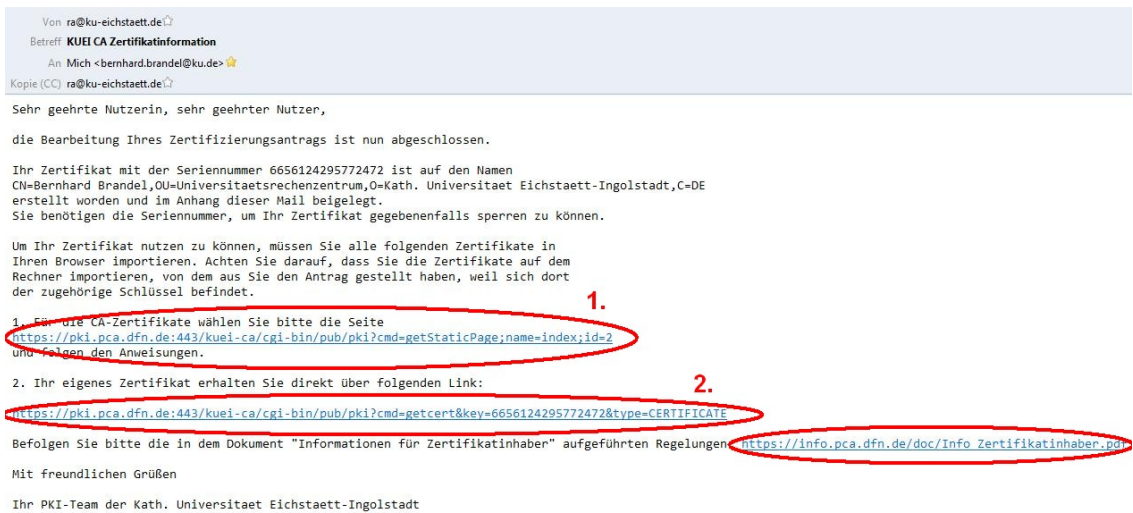 Von ra@ku-eichstaett.de
Betreff KUEI CA Zertifikatinformation
An Mich <bernhard.brandel@ku.de>
Kopie (CC) ra@ku-eichstaett.de
Sehr geehrte Nutzerin, sehr geehrter Nutzer,
die Bearbeitung Ihres Zertifizierungsantrags ist nun abgeschlossen.
Ihr Zertifikat mit der Seriennummer 6656124295772472 ist auf den Namen
CN=Bernhard Brandel,OU=Universitaetsrechenzentrum,O=Kath. Universitaet Eichstaett-Ingolstadt,C=DE
erstellt worden und im Anhang dieser Mail beigelegt.
Sie benötigen die Seriennummer, um Ihr Zertifikat gegebenenfalls sperren zu können.
Um Ihr Zertifikat nutzen zu können, müssen Sie alle folgenden Zertifikate in
Ihren Browser importieren. Achten Sie darauf, dass Sie die Zertifikate auf dem
Rechner importieren, von dem aus Sie den Antrag gestellt haben, weil sich dort
der zugehörige Schlüssel befindet.
1.
1. Für die CA-Zertifikate wählen Sie bitte die Seite
https://pki.pca.dfn.de:443/kuei-ca/cgi-bin/pub/pki?cmd=getStaticPage;name=index;id=2
und folgen den Anweisungen.
2. Ihr eigenes Zertifikat erhalten Sie direkt über folgenden Link:
2.
https://pki.pca.dfn.de:443/kuei-ca/cgi-bin/pub/pki?cmd=getcert&key=6656124295772472&type=CERTIFICATE
Befolgen Sie bitte die in dem Dokument "Informationen für Zertifikatinhaber" aufgeführten Regelungen https://info.pca.dfn.de/doc/Info_Zertifikatinhaber.pdf
Mit freundlichen Grüßen
Ihr PKI-Team der Kath. Universitaet Eichstaett-Ingolstadt